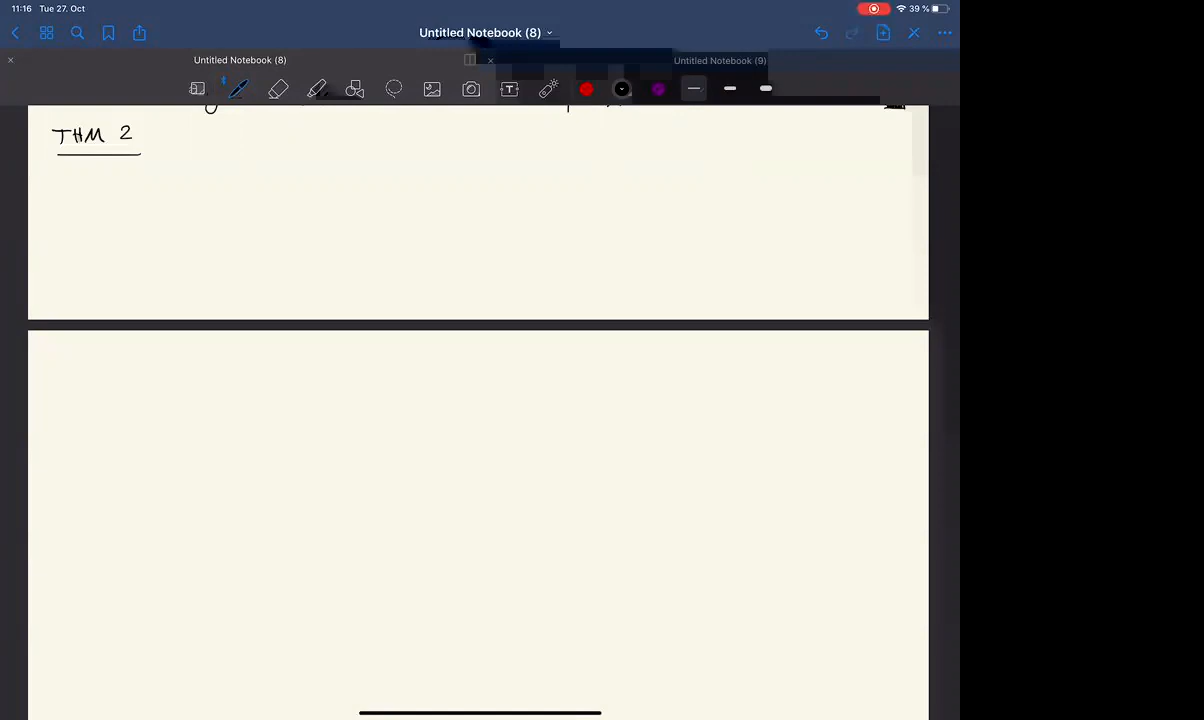 11:16 Tue 27. Oct 39 %
Untitled Notebook (8)
Untitled Notebook (8) Untitled Notebook (9)
THM 2